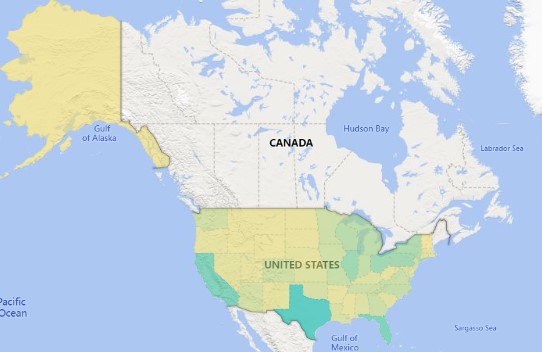 Gulf
of Alaska
Hudson Bay
CANADA
Labrador Sea
UNITED STATES
Pacific
Ocean
Sargasso Sea
Gulf of
Mexico